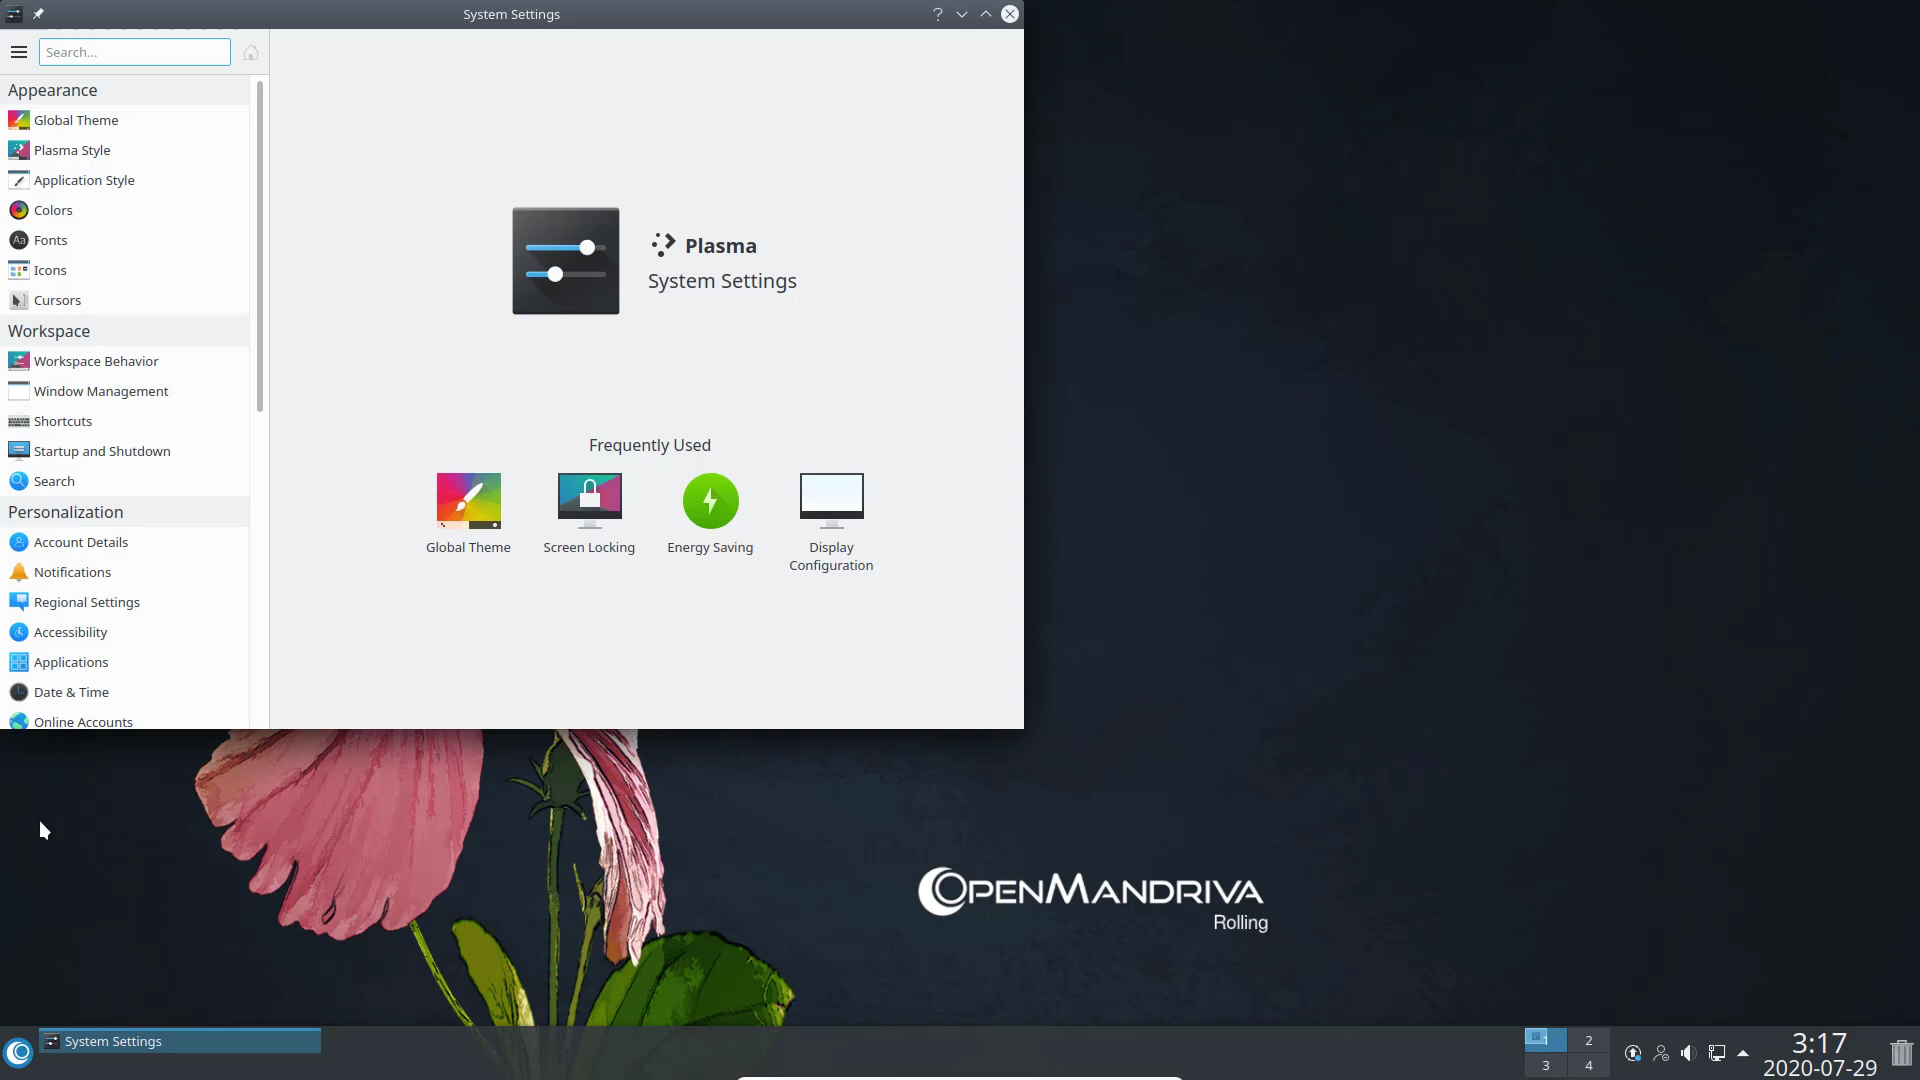 System Settings
Search...
Appearance
Global Theme
Plasma Style
Application Style
Colors
Fonts
Icons
Cursors
Workspace
Workspace Behavior
Window Management
Shortcuts
Startup and Shutdown
Search
Personalization
Account Details
Notifications
Regional Settings
Accessibility
Applications
Date & Time
Online Accounts
Plasma
System Settings
Frequently Used
Global Theme
Screen Locking
Energy Saving
Display
Configuration
OPENMANDRIVA
Rolling
System Settings
1 2
3 4
3:17
2020-07-29